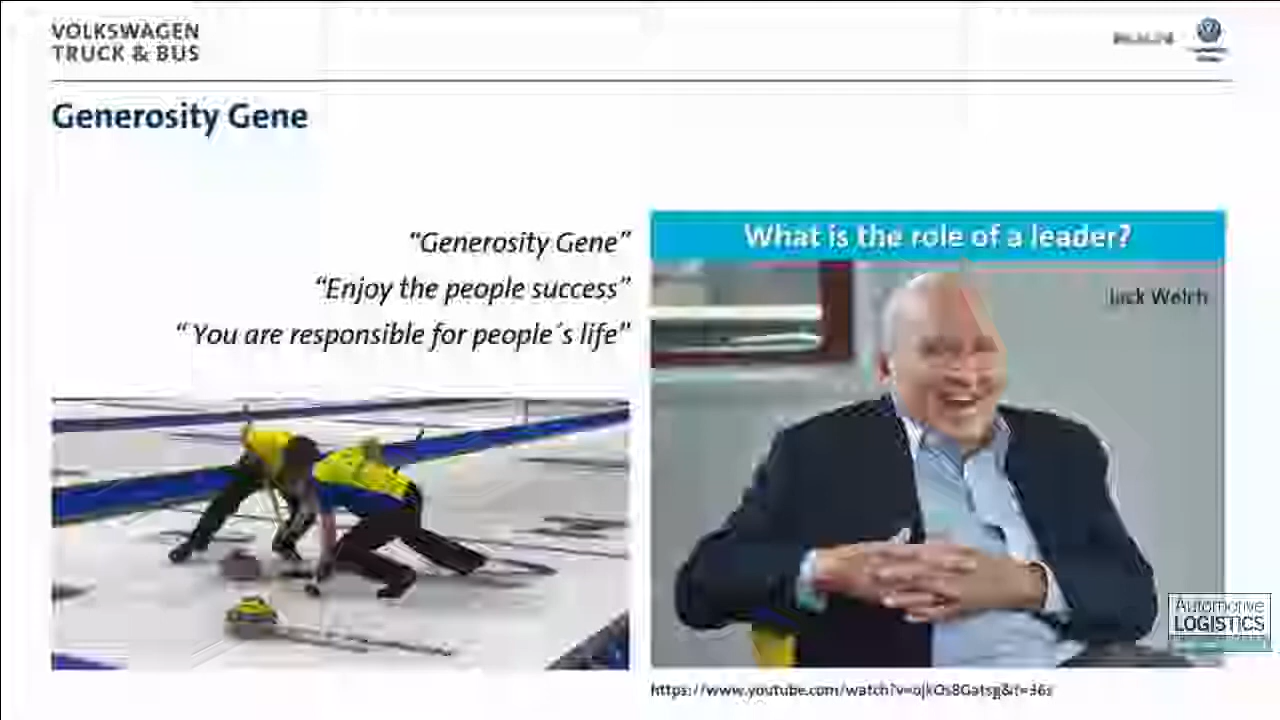 VOLKSWAGEN
TRUCK & BUS
Generosity Gene
“Generosity Gene”
“Enjoy the people success”
“ You are responsible for people´s life”
What is the role of a leader?
Jack Welch
Automotive
LOGISTICS